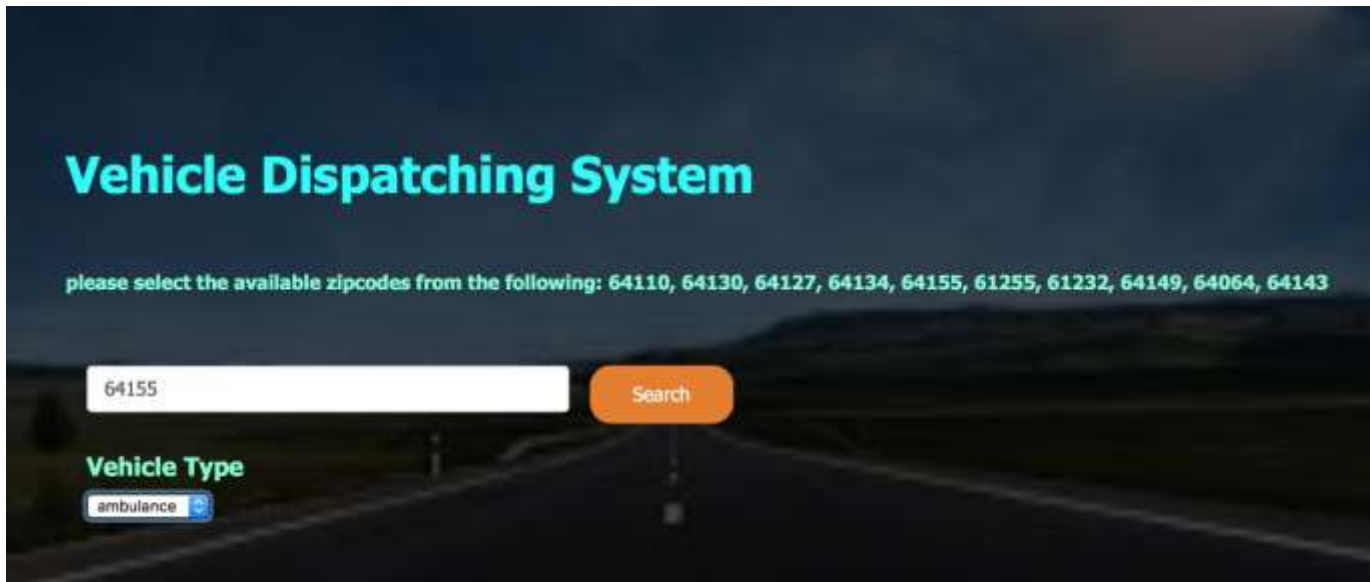 Vehicle Dispatching System
please select the available zipcodes from the following: 64110, 64130, 64127, 64134, 64155, 61255, 61232, 64149, 64064, 64143
64155
Search
Vehicle Type
ambulance